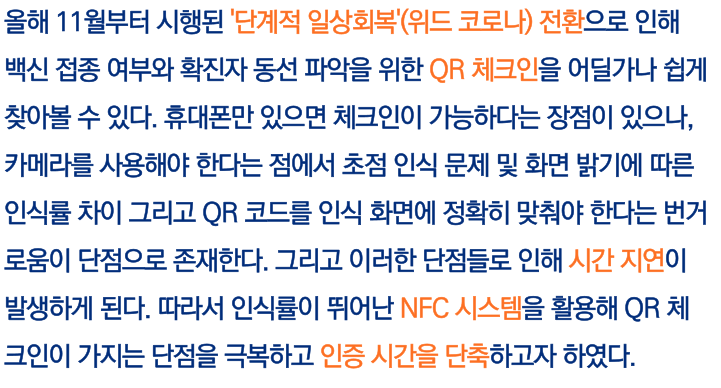 올해 11월부터 시행된 '단계적 일상회복'(위드 코로나) 전환으로 인해
백신 접종 여부와 확진자 동선 파악을 위한 QR 체크인을 어딜가나 쉽게
찾아볼 수 있다. 휴대폰만 있으면 체크인이 가능하다는 장점이 있으나,
카메라를 사용해야 한다는 점에서 초점 인식 문제 및 화면 밝기에 따른
인식률 차이 그리고 QR 코드를 인식 화면에 정확히 맞춰야 한다는 번거
로움이 단점으로 존재한다. 그리고 이러한 단점들로 인해 시간 지연이
발생하게 된다. 따라서 인식률이 뛰어난 NFC 시스템을 활용해 QR 체
크인이 가지는 단점을 극복하고 인증 시간을 단축하고자 하였다.